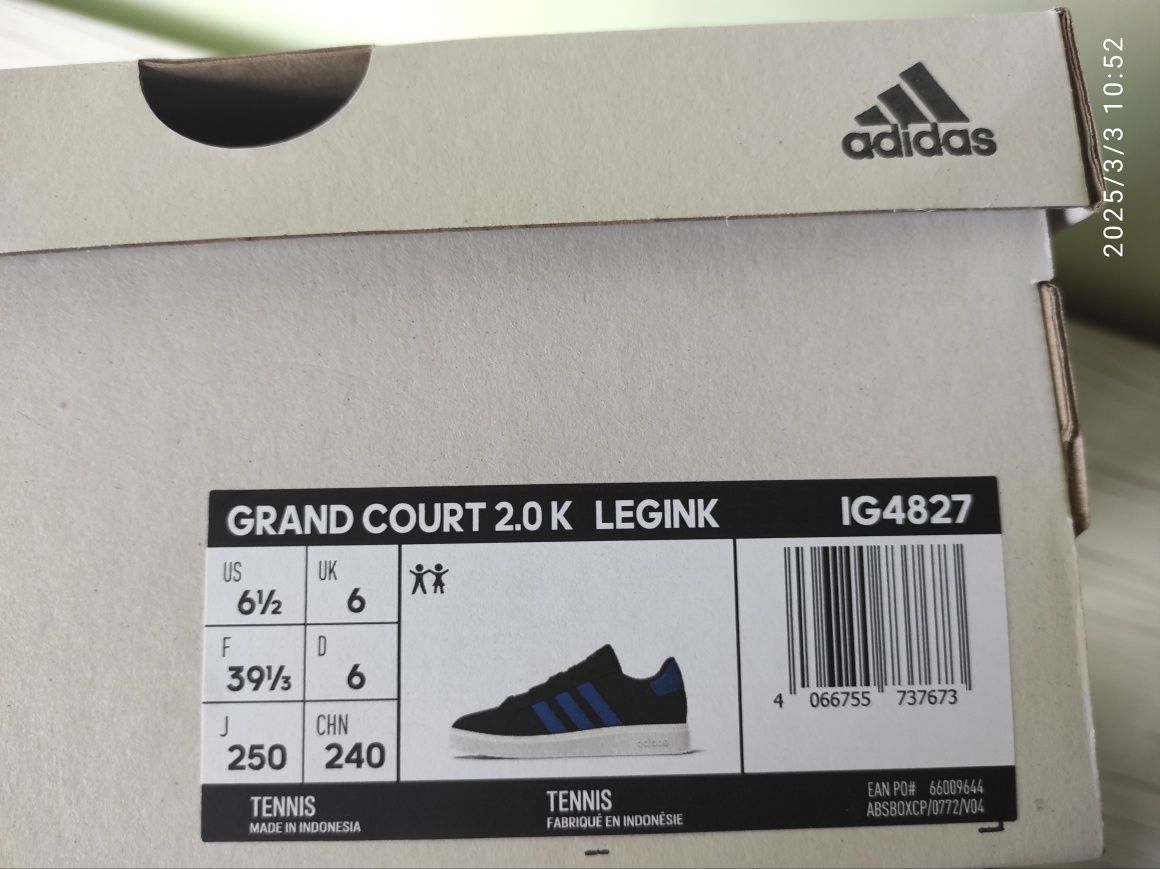 adidas
2025/3/3 10:52
GRAND COURT 2.0 K LEGINK IG4827
US
6½
UK
6
F
39⅓
D
6
J
250
CHN
240
adidas
4 066755 737673
TENNIS
MADE IN INDONESIA
TENNIS
FABRIQUÉ EN INDONÉSIE
EAN PO# 66009644
ABSBOXCP/0772/V04